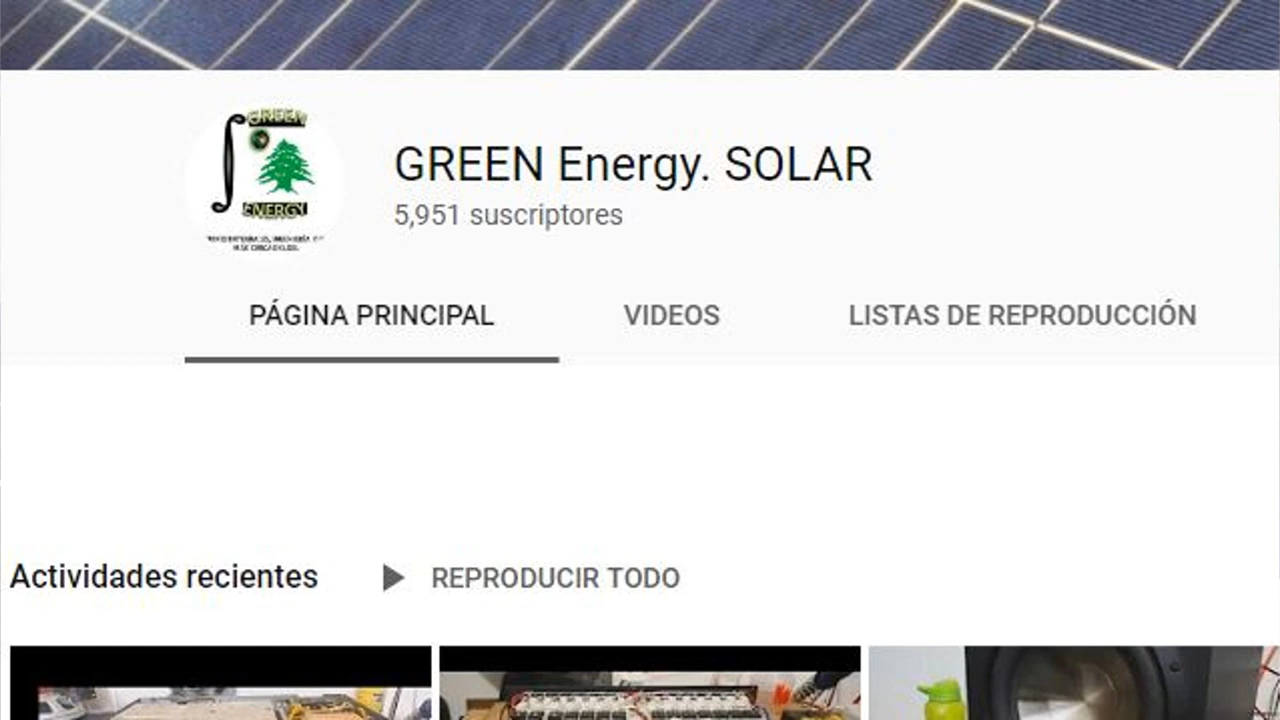 GREEN
ENERGY
GREEN Energy. SOLAR
5,951 suscriptores
PÁGINA PRINCIPAL
VIDEOS
LISTAS DE REPRODUCCIÓN
Actividades recientes
REPRODUCIR TODO